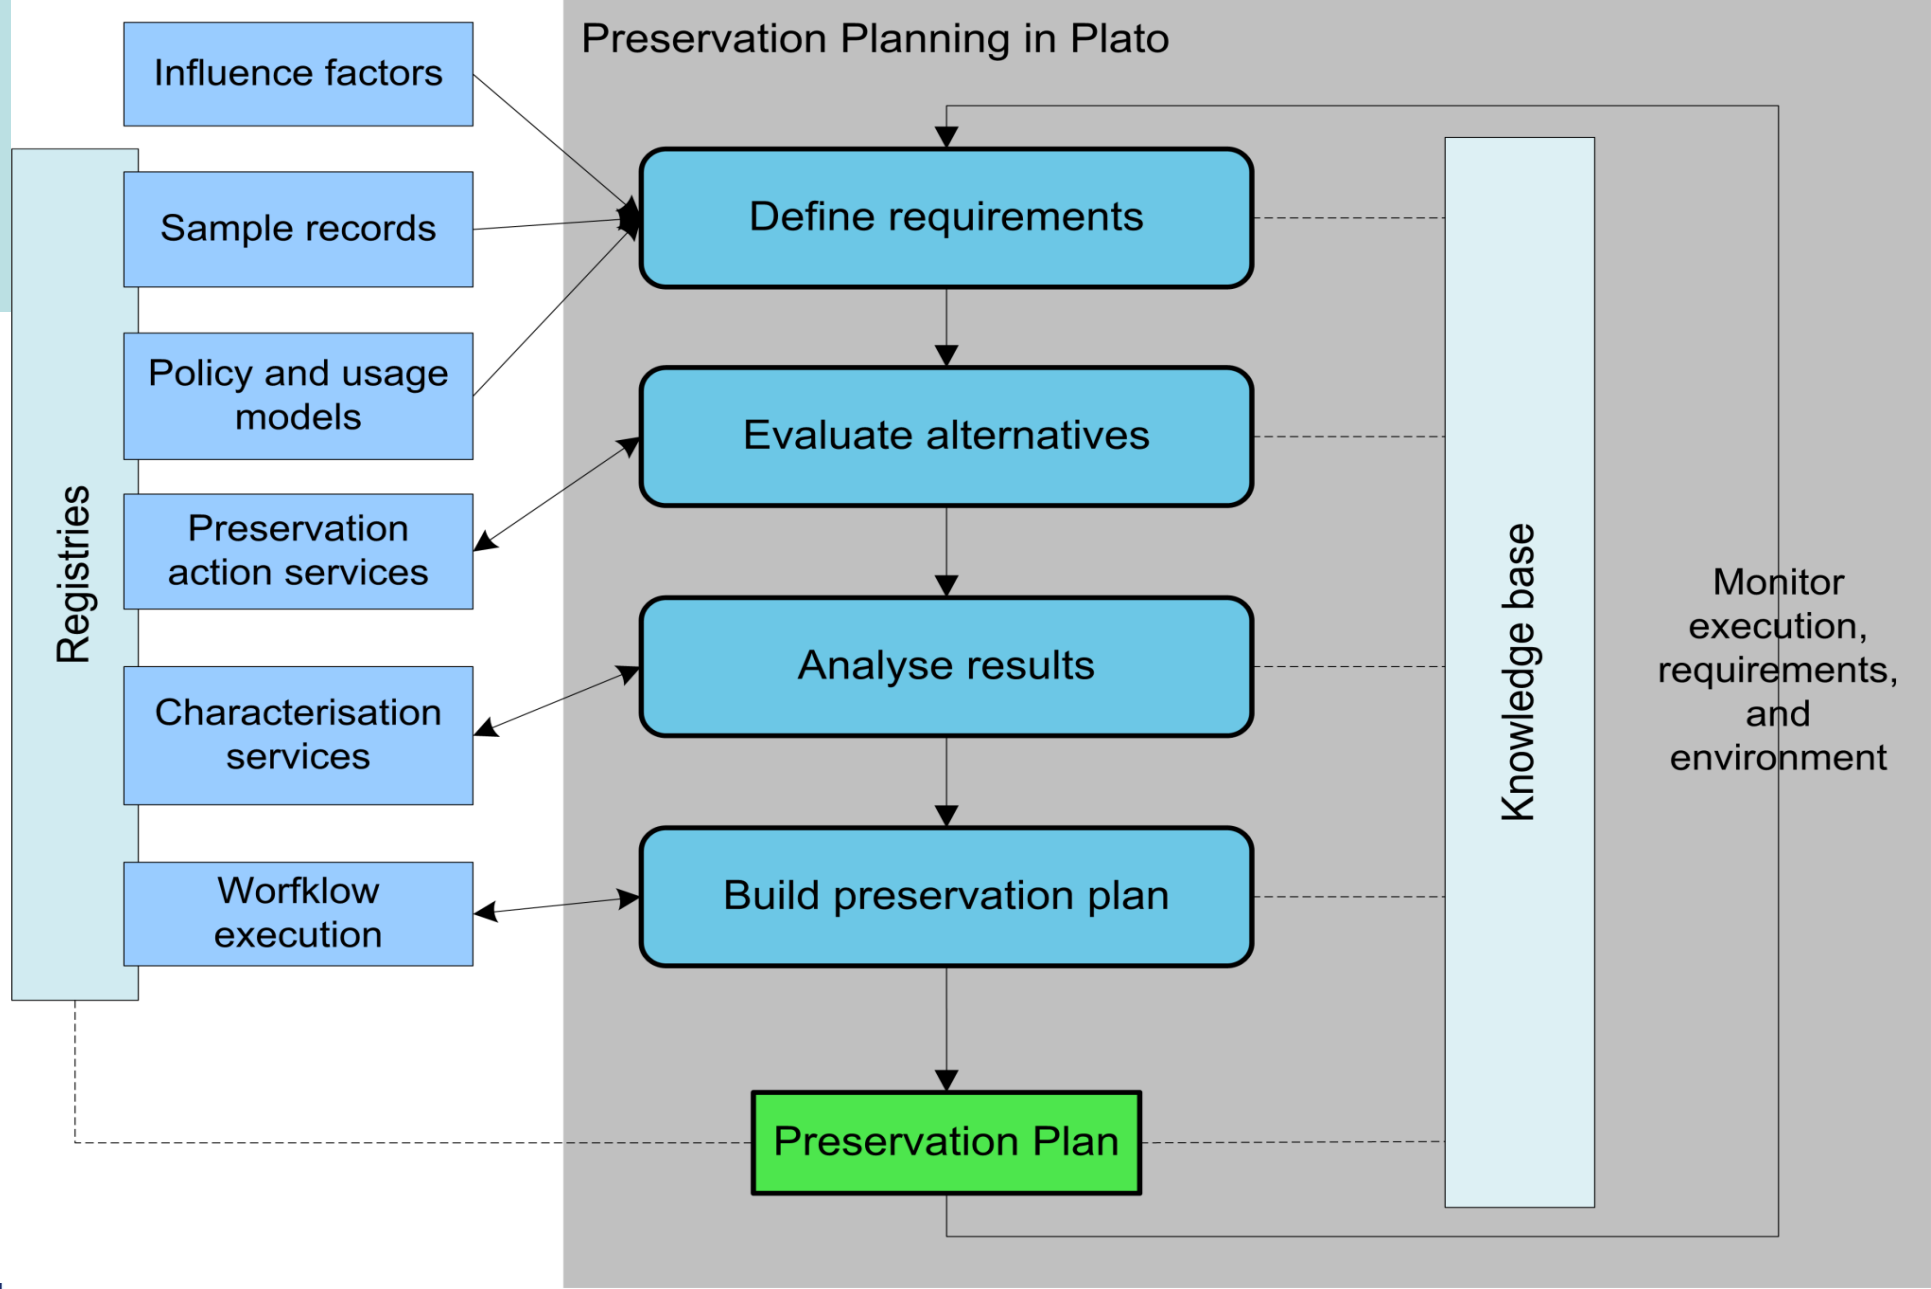 Preservation Planning in Plato
Influence factors
Sample records
Policy and usage
models
Preservation
action services
Characterisation
services
Worfklow
execution
Registries
Define requirements
Evaluate alternatives
Analyse results
Build preservation plan
Preservation Plan
Knowledge base
Monitor
execution,
requirements,
and
environment